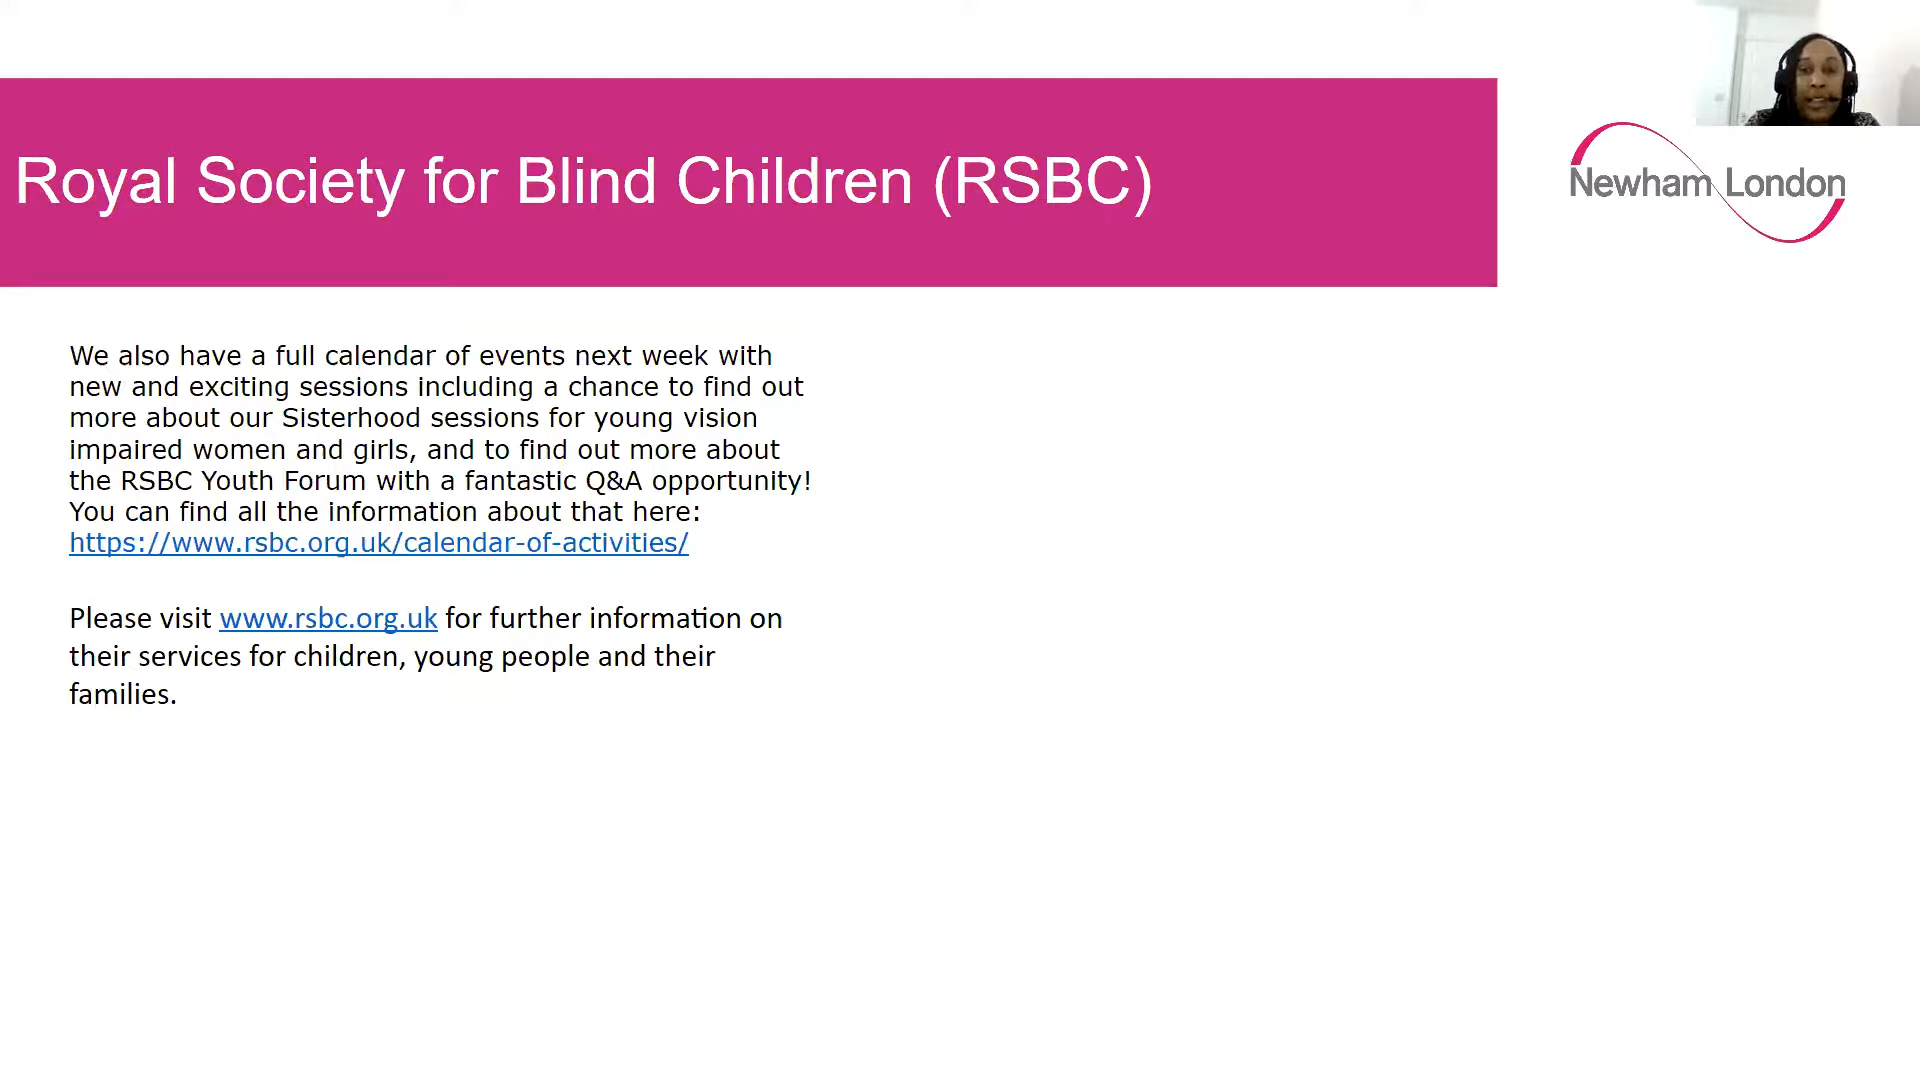 Royal Society for Blind Children (RSBC)
Newham London
We also have a full calendar of events next week with
new and exciting sessions including a chance to find out
more about our Sisterhood sessions for young vision
impaired women and girls, and to find out more about
the RSBC Youth Forum with a fantastic Q&A opportunity!
You can find all the information about that here:
https://www.rsbc.org.uk/calendar-of-activities/
Please visit www.rsbc.org.uk for further information on
their services for children, young people and their
families.